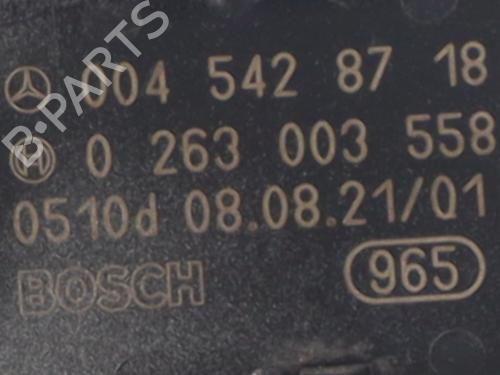 004 542 87 18
0 263 003 558
0510d 08.08.21/01
BOSCH 965
B-PARTS